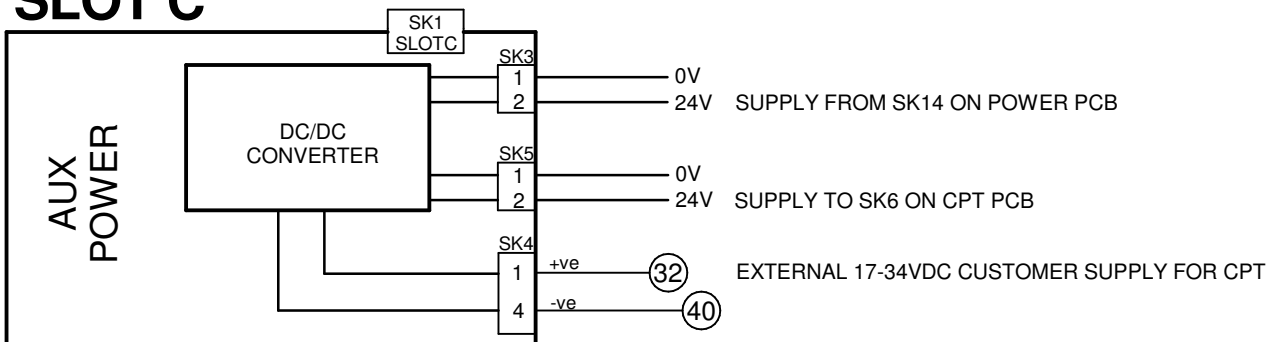 SLOT C
SK1
SLOTC
AUX
POWER
DC/DC
CONVERTER
SK3
1 0V
2 24V SUPPLY FROM SK14 ON POWER PCB
SK5
1 0V
2 24V SUPPLY TO SK6 ON CPT PCB
SK4
1 +ve 32 EXTERNAL 17-34VDC CUSTOMER SUPPLY FOR CPT
4 -ve 40